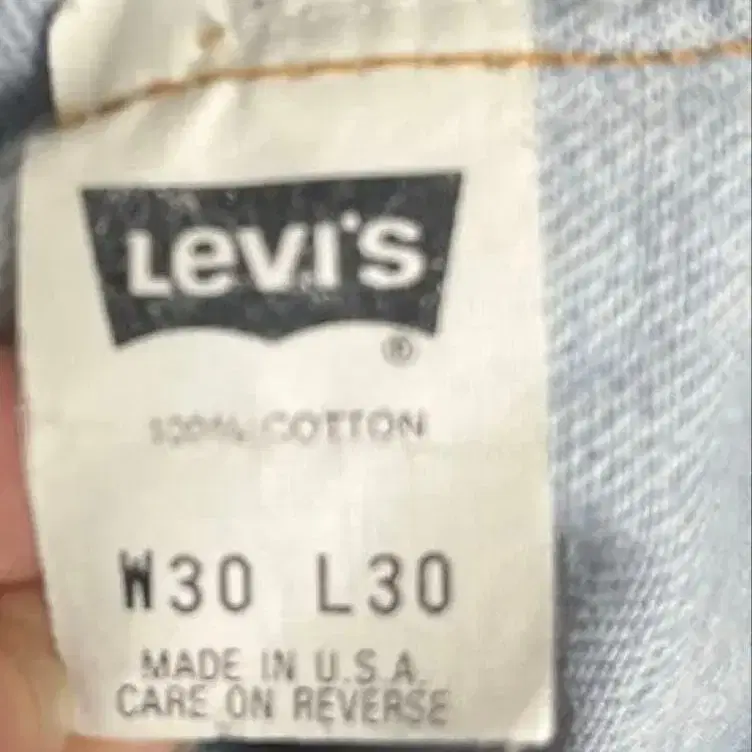 LEVI'S
®
100% COTTON
W30 L30
MADE IN U.S.A.
CARE ON REVERSE